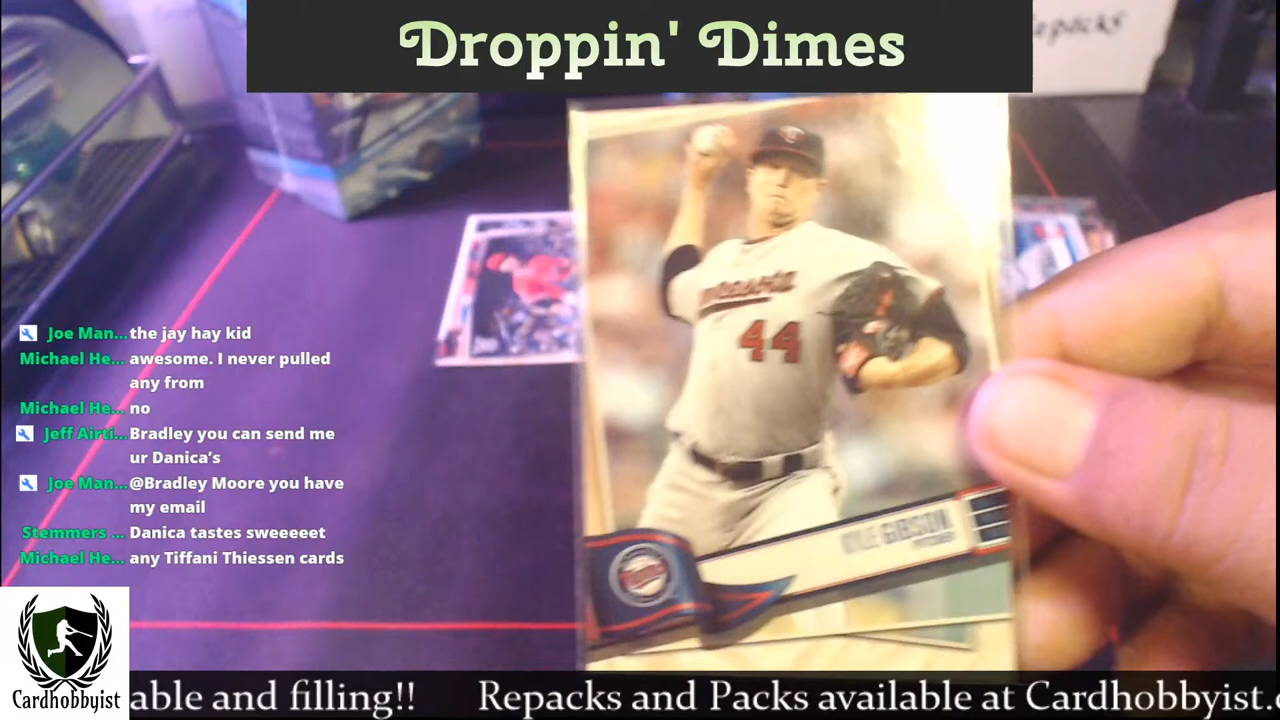 Droppin' Dimes
epacks
44
KYLE GIBSON
PITCHER
Joe Man...the jay hay kid
Michael He... awesome. I never pulled
any from
Michael He... no
Jeff Airti...Bradley you can send me
ur Danica's
Joe Man...@Bradley Moore you have
my email
Stemmers ... Danica tastes sweeeeet
Michael He... any Tiffani Thiessen cards
Cardhobbyist
able and filling!! Repacks and Packs available at Cardhobbyist.c